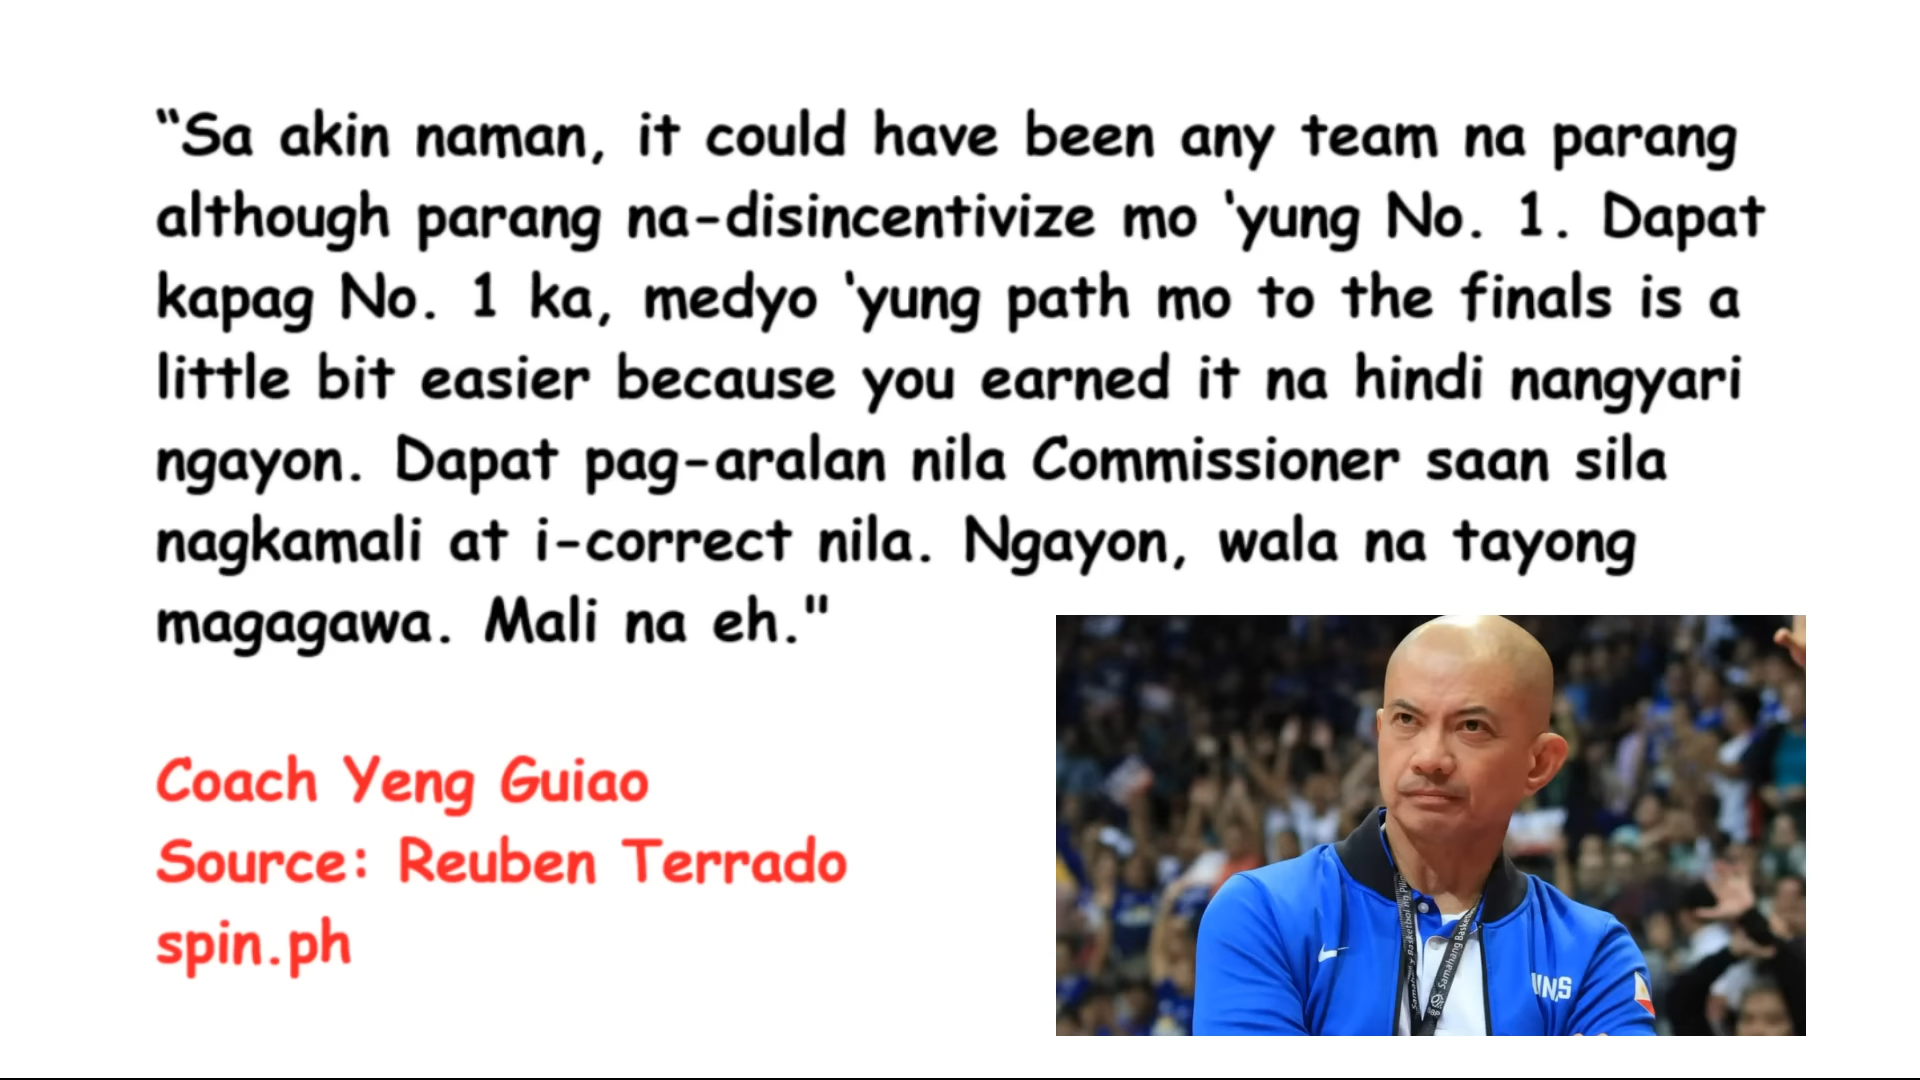 “Sa akin naman, it could have been any team na parang
although parang na-disincentivize mo ‘yung No. 1. Dapat
kapag No. 1 ka, medyo ‘yung path mo to the finals is a
little bit easier because you earned it na hindi nangyari
ngayon. Dapat pag-aralan nila Commissioner saan sila
nagkamali at i-correct nila. Ngayon, wala na tayong
magagawa. Mali na eh."
Coach Yeng Guiao
Source: Reuben Terrado
spin.ph
Samahang Basket